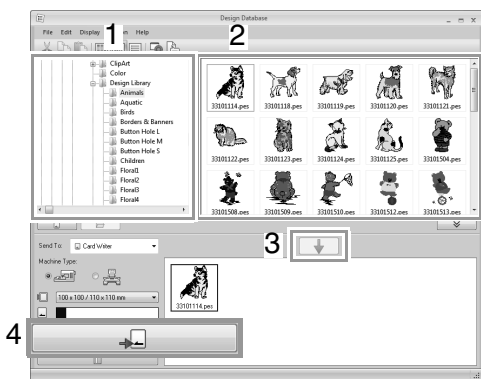 Design Database
File Edit Display Option Help
1
2
ClipArt
Color
Design Library
Animals
Aquatic
Birds
Borders & Banners
Button Hole L
Button Hole M
Button Hole S
Children
Floral1
Floral2
Floral3
Floral4
33101114.pes 33101118.pes 33101119.pes 33101120.pes 33101121.pes
33101122.pes 33101123.pes 33101124.pes 33101125.pes 33101504.pes
33101508.pes 33101509.pes 33101510.pes 33101512.pes 33101513.pes
3
Send To: Card Writer
Machine Type:
100 x 100 / 110 x 110 mm
33101114.pes
4